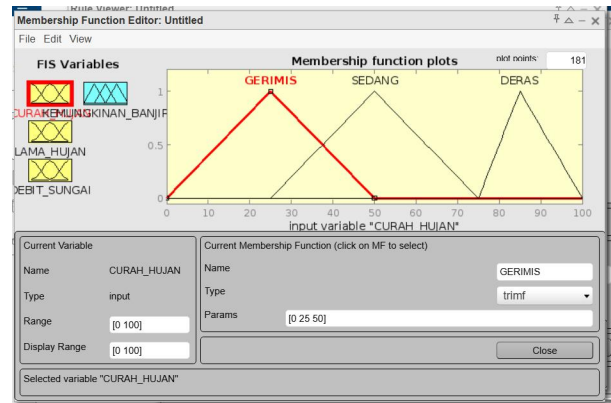 Rule Viewer: Untitled
Membership Function Editor: Untitled
File Edit View
FIS Variables
Membership function plots
plot points:
181
GERIMIS
SEDANG
DERAS
CURAH_HUJAN
KEMUNGKINAN_BANJIR
LAMA_HUJAN
DEBIT_SUNGAI
1
0.5
0
0 10 20 30 40 50 60 70 80 90 100
input variable "CURAH_HUJAN"
Current Variable
Name CURAH_HUJAN
Type input
Range [0 100]
Display Range [0 100]
Current Membership Function (click on MF to select)
Name GERIMIS
Type trimf
Params [0 25 50]
Close
Selected variable "CURAH_HUJAN"